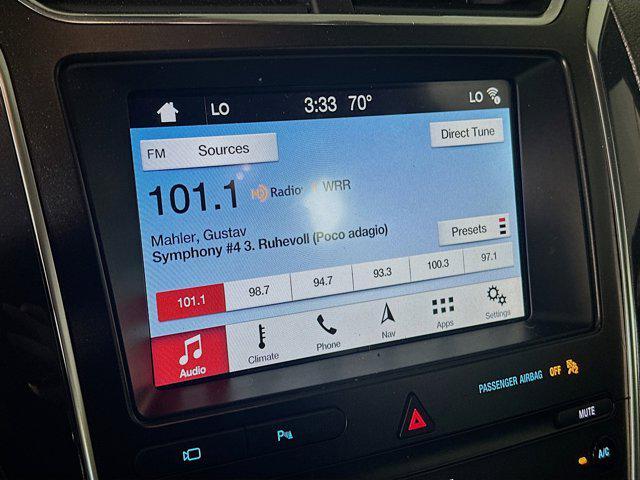 LO 3:33 70° LO
FM Sources Direct Tune
101.1 HD Radio WRR
Mahler, Gustav
Symphony #4 3. Ruhevoll (Poco adagio)
Presets
101.1 98.7 94.7 93.3 100.3 97.1
Audio Climate Phone Nav Apps Settings
PASSENGER AIRBAG OFF
MUTE
P
A/C